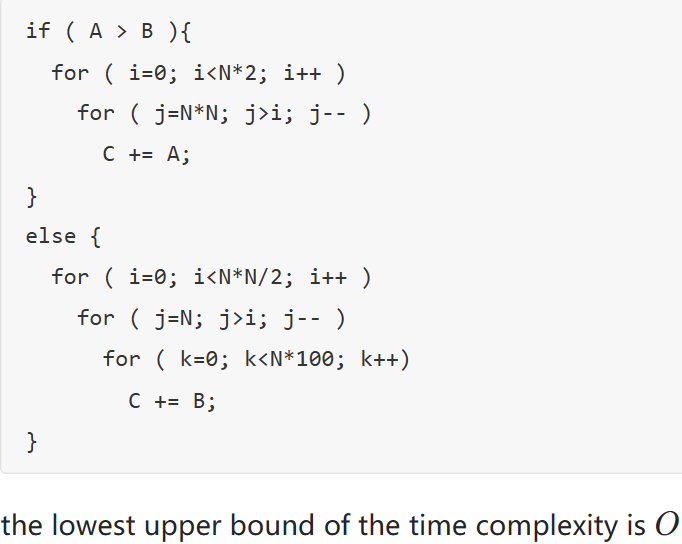 if ( A > B ){
for ( i=0; i<N*2; i++ )
for ( j=N*N; j>i; j-- )
C += A;
}
else {
for ( i=0; i<N*N/2; i++ )
for ( j=N; j>i; j-- )
for ( k=0; k<N*100; k++)
C += B;
}
the lowest upper bound of the time complexity is O